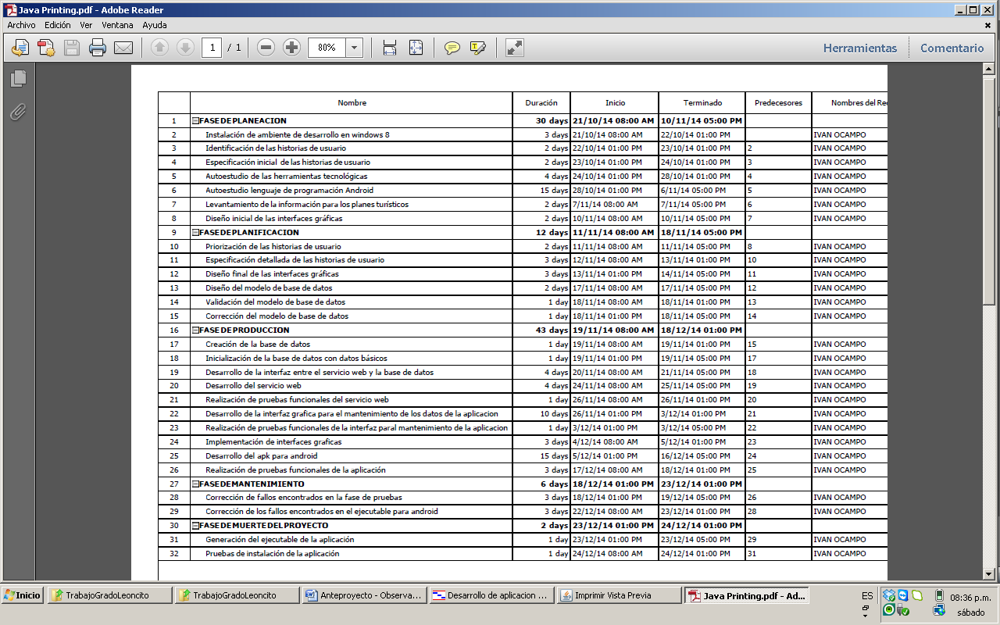 Java Printing.pdf - Adobe Reader
Archivo Edición Ver Ventana Ayuda
1 / 1 80% Herramientas Comentario
Nombre Duración Inicio Terminado Predecesores Nombres del Rec
1 FASE DE PLANEACION 30 days 21/10/14 08:00 AM 10/11/14 05:00 PM
2 Instalación de ambiente de desarrollo en windows 8 3 days 21/10/14 08:00 AM 22/10/14 01:00 PM IVAN OCAMPO
3 Identificación de las historias de usuario 2 days 22/10/14 01:00 PM 23/10/14 01:00 PM 2 IVAN OCAMPO
4 Especificación inicial de las historias de usuario 2 days 23/10/14 01:00 PM 24/10/14 01:00 PM 3 IVAN OCAMPO
5 Autoestudio de las herramientas tecnológicas 4 days 24/10/14 01:00 PM 28/10/14 01:00 PM 4 IVAN OCAMPO
6 Autoestudio lenguaje de programación Android 15 days 28/10/14 01:00 PM 6/11/14 05:00 PM 5 IVAN OCAMPO
7 Levantamiento de la información para los planes turísticos 2 days 7/11/14 08:00 AM 7/11/14 05:00 PM 6 IVAN OCAMPO
8 Diseño inicial de las interfaces gráficas 2 days 10/11/14 08:00 AM 10/11/14 05:00 PM 7 IVAN OCAMPO
9 FASE DE PLANIFICACION 12 days 11/11/14 08:00 AM 18/11/14 05:00 PM
10 Priorización de las historias de usuario 2 days 11/11/14 08:00 AM 11/11/14 05:00 PM 8 IVAN OCAMPO
11 Especificación detallada de las historias de usuario 3 days 12/11/14 08:00 AM 13/11/14 01:00 PM 10 IVAN OCAMPO
12 Diseño final de las interfaces gráficas 3 days 13/11/14 01:00 PM 14/11/14 05:00 PM 11 IVAN OCAMPO
13 Diseño del modelo de base de datos 2 days 17/11/14 08:00 AM 17/11/14 05:00 PM 12 IVAN OCAMPO
14 Validación del modelo de base de datos 1 day 18/11/14 08:00 AM 18/11/14 01:00 PM 13 IVAN OCAMPO
15 Corrección del modelo de base de datos 1 day 18/11/14 01:00 PM 18/11/14 05:00 PM 14 IVAN OCAMPO
16 FASE DE PRODUCCION 43 days 19/11/14 08:00 AM 18/12/14 01:00 PM
17 Creación de la base de datos 1 day 19/11/14 08:00 AM 19/11/14 01:00 PM 15 IVAN OCAMPO
18 Inicialización de la base de datos con datos básicos 1 day 19/11/14 01:00 PM 19/11/14 05:00 PM 17 IVAN OCAMPO
19 Desarrollo de la interfaz entre el servicio web y la base de datos 4 days 20/11/14 08:00 AM 21/11/14 05:00 PM 18 IVAN OCAMPO
20 Desarrollo del servicio web 4 days 24/11/14 08:00 AM 25/11/14 05:00 PM 19 IVAN OCAMPO
21 Realización de pruebas funcionales del servicio web 1 day 26/11/14 08:00 AM 26/11/14 01:00 PM 20 IVAN OCAMPO
22 Desarrollo de la interfaz grafica para el mantenimiento de los datos de la aplicacion 10 days 26/11/14 01:00 PM 3/12/14 01:00 PM 21 IVAN OCAMPO
23 Realización de pruebas funcionales de la interfaz paral mantenimiento de la aplicacion 1 day 3/12/14 01:00 PM 3/12/14 05:00 PM 22 IVAN OCAMPO
24 Implementación de interfaces graficas 3 days 4/12/14 08:00 AM 5/12/14 01:00 PM 23 IVAN OCAMPO
25 Desarrollo del apk para android 15 days 5/12/14 01:00 PM 16/12/14 05:00 PM 24 IVAN OCAMPO
26 Realización de pruebas funcionales de la aplicación 3 days 17/12/14 08:00 AM 18/12/14 01:00 PM 25 IVAN OCAMPO
27 FASE DE MANTENIMIENTO 6 days 18/12/14 01:00 PM 23/12/14 01:00 PM
28 Corrección de fallos encontrados en la fase de pruebas 3 days 18/12/14 01:00 PM 19/12/14 05:00 PM 26 IVAN OCAMPO
29 Corrección de los fallos encontrados en el ejecutable para android 3 days 22/12/14 08:00 AM 23/12/14 01:00 PM 28 IVAN OCAMPO
30 FASE DE MUERTE DEL PROYECTO 2 days 23/12/14 01:00 PM 24/12/14 01:00 PM
31 Generación del ejecutable de la aplicación 1 day 23/12/14 01:00 PM 23/12/14 05:00 PM 29 IVAN OCAMPO
32 Pruebas de instalación de la aplicación 1 day 24/12/14 08:00 AM 24/12/14 01:00 PM 31 IVAN OCAMPO
Inicio TrabajoGradoLeoncito TrabajoGradoLeoncito Anteproyecto - Observa... Desarrollo de aplicacion ... Imprimir Vista Previa Java Printing.pdf - Ad... ES 08:36 p.m.
sábado